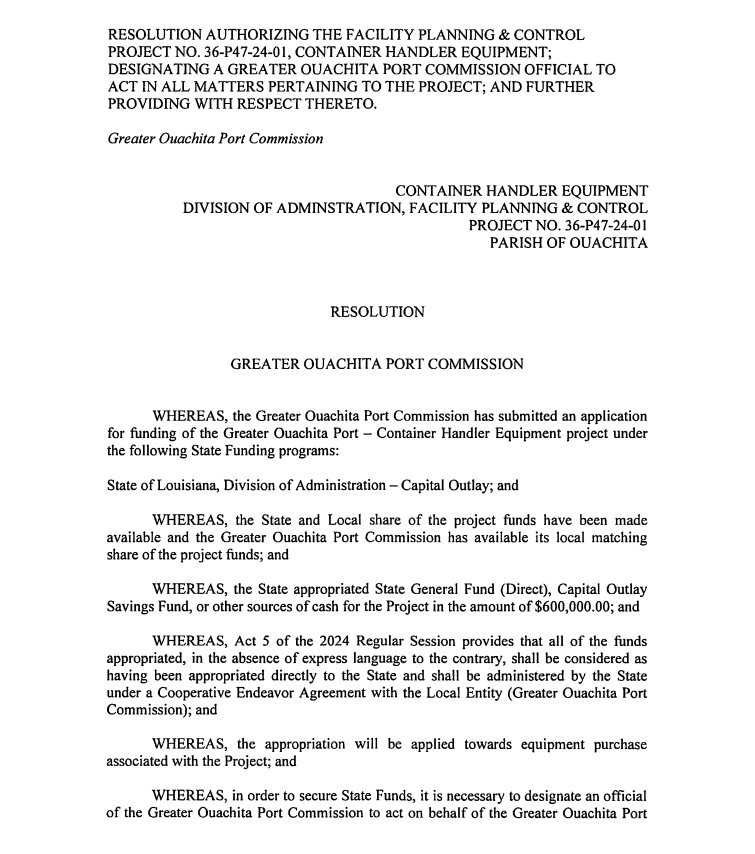 RESOLUTION AUTHORIZING THE FACILITY PLANNING & CONTROL
PROJECT NO. 36-P47-24-01, CONTAINER HANDLER EQUIPMENT;
DESIGNATING A GREATER OUACHITA PORT COMMISSION OFFICIAL TO
ACT IN ALL MATTERS PERTAINING TO THE PROJECT; AND FURTHER
PROVIDING WITH RESPECT THERETO.
Greater Ouachita Port Commission
CONTAINER HANDLER EQUIPMENT
DIVISION OF ADMINSTRATION, FACILITY PLANNING & CONTROL
PROJECT NO. 36-P47-24-01
PARISH OF OUACHITA
RESOLUTION
GREATER OUACHITA PORT COMMISSION
WHEREAS, the Greater Ouachita Port Commission has submitted an application
for funding of the Greater Ouachita Port – Container Handler Equipment project under
the following State Funding programs:
State of Louisiana, Division of Administration – Capital Outlay; and
WHEREAS, the State and Local share of the project funds have been made
available and the Greater Ouachita Port Commission has available its local matching
share of the project funds; and
WHEREAS, the State appropriated State General Fund (Direct), Capital Outlay
Savings Fund, or other sources of cash for the Project in the amount of $600,000.00; and
WHEREAS, Act 5 of the 2024 Regular Session provides that all of the funds
appropriated, in the absence of express language to the contrary, shall be considered as
having been appropriated directly to the State and shall be administered by the State
under a Cooperative Endeavor Agreement with the Local Entity (Greater Ouachita Port
Commission); and
WHEREAS, the appropriation will be applied towards equipment purchase
associated with the Project; and
WHEREAS, in order to secure State Funds, it is necessary to designate an official
of the Greater Ouachita Port Commission to act on behalf of the Greater Ouachita Port